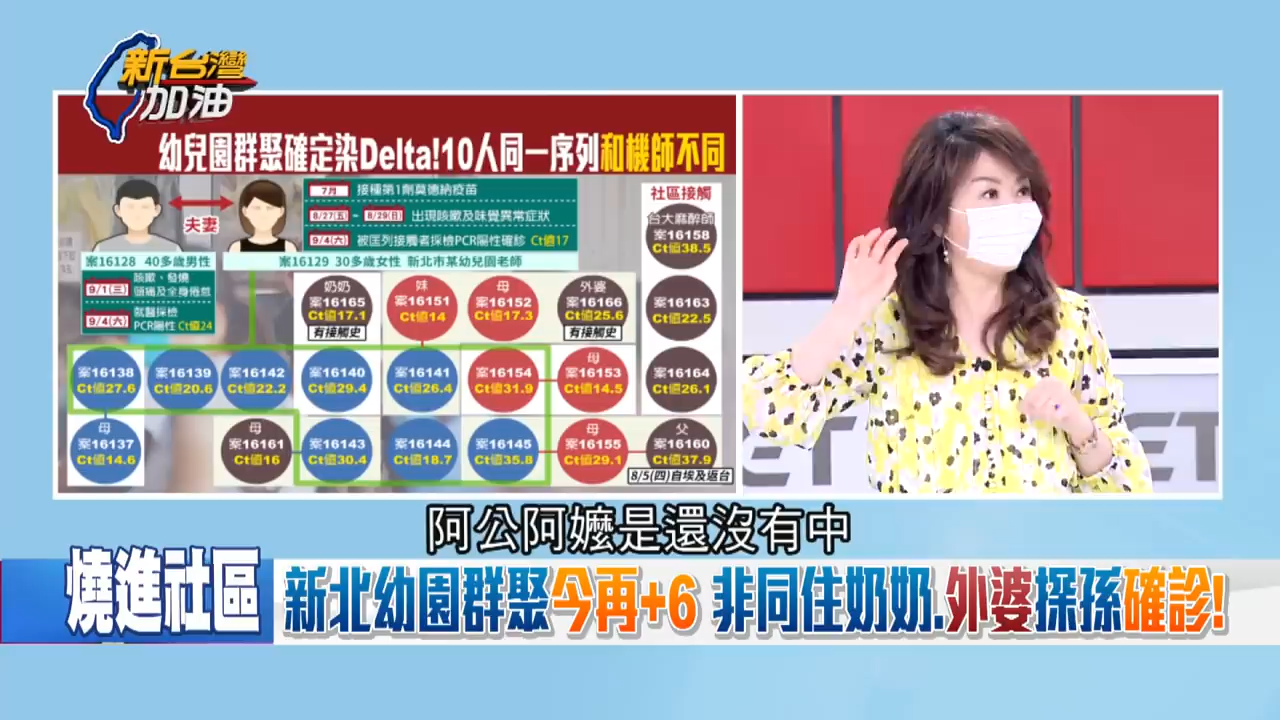 新台灣
加油
幼兒園群聚確定染Delta!10人同一序列和機師不同
夫妻
7月 接種第1劑莫德納疫苗
8/27(五)~8/29(日) 出現咳嗽及味覺異常症狀
9/4(六) 被匡列接觸者採檢PCR陽性確診 Ct值17
社區接觸
台大麻醉師
案16158
Ct值38.5
案16128 40多歲男性
案16129 30多歲女性 新北市某幼兒園老師
9/1(三) 咳嗽、發燒
頭痛及全身倦怠
9/4(六) 就醫採檢
PCR陽性 Ct值24
奶奶
案16165
Ct值17.1
有接觸史
妹
案16151
Ct值14
母
案16152
Ct值17.3
外婆
案16166
Ct值25.6
有接觸史
案16163
Ct值22.5
案16138
Ct值27.6
案16139
Ct值20.6
案16142
Ct值22.2
案16140
Ct值29.4
案16141
Ct值26.4
案16154
Ct值31.9
母
案16153
Ct值14.5
案16164
Ct值26.1
母
案16137
Ct值14.6
母
案16161
Ct值16
案16143
Ct值30.4
案16144
Ct值18.7
案16145
Ct值35.8
母
案16155
Ct值29.1
父
案16160
Ct值37.9
8/5(四)自埃及返台
ET
ET
阿公阿嬤是還沒有中
燒進社區
新北幼園群聚今再+6 非同住奶奶.外婆探孫確診!